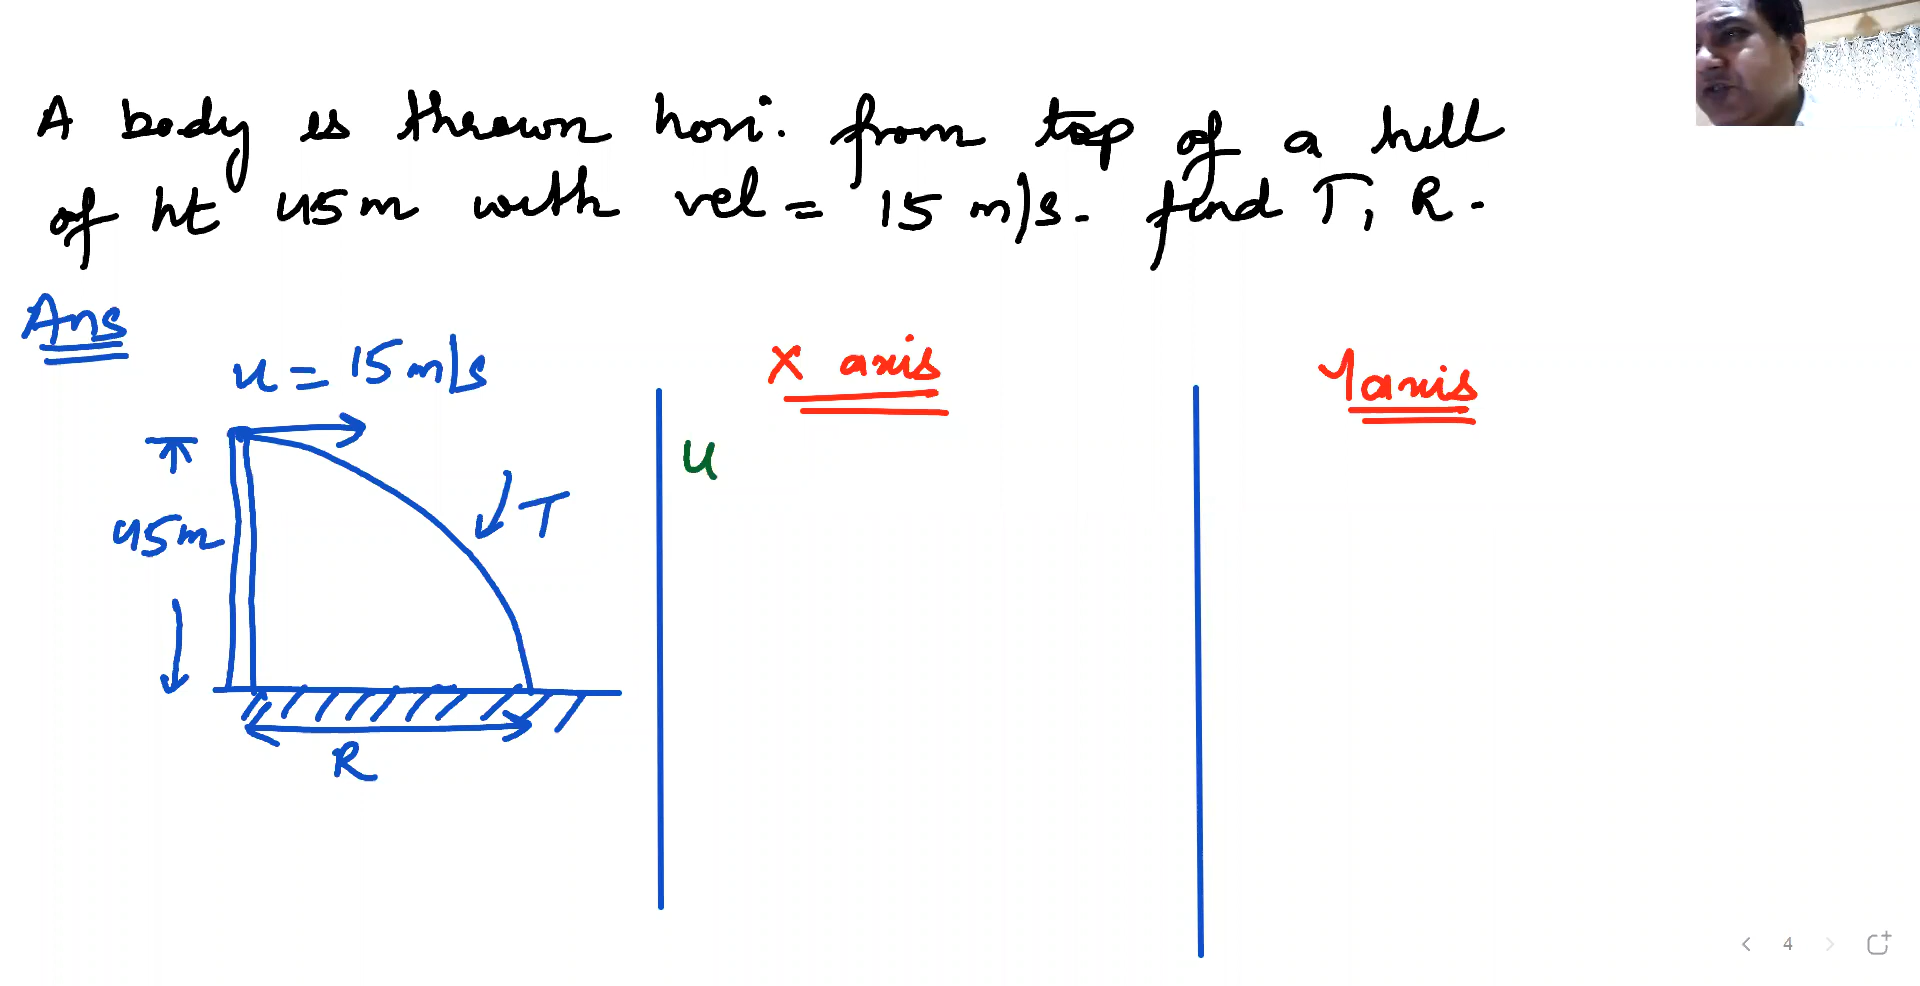 A body is thrown hori. from top of a hill
of ht 45m with vel = 15 m/s. find T, R.
Ans
u = 15 m/s
X axis
Y axis
u
T
45m
R
4